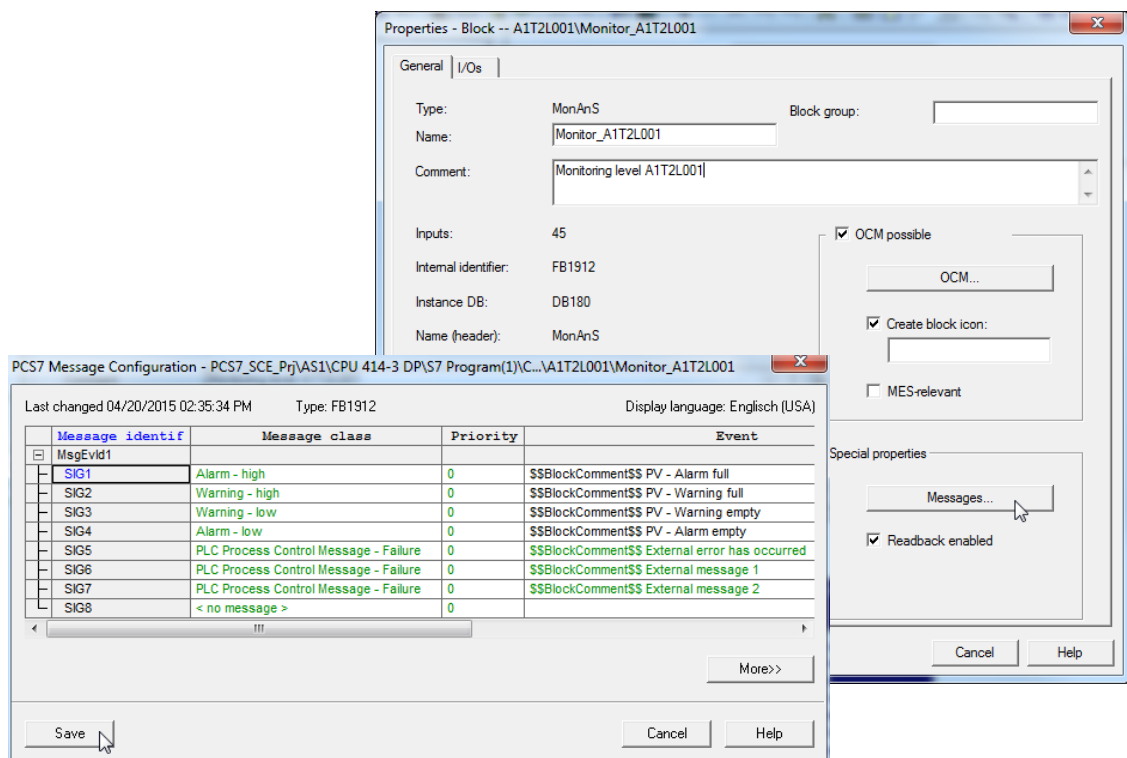 Properties - Block -- A1T2L001\Monitor_A1T2L001
General I/Os
Type: MonAnS Block group:
Name: Monitor_A1T2L001
Comment: Monitoring level A1T2L001
Inputs: 45 OCM possible
Internal identifier: FB1912 OCM...
Instance DB: DB180 Create block icon:
Name (header): MonAnS
MES-relevant
Special properties
Messages...
Readback enabled
Cancel Help
PCS7 Message Configuration - PCS7_SCE_Prj\AS1\CPU 414-3 DP\S7 Program(1)\C...\A1T2L001\Monitor_A1T2L001
Last changed 04/20/2015 02:35:34 PM Type: FB1912 Display language: Englisch (USA)
Message identif Message class Priority Event
MsgEvId1
SIG1 Alarm - high 0 $$BlockComment$$ PV - Alarm full
SIG2 Warning - high 0 $$BlockComment$$ PV - Warning full
SIG3 Warning - low 0 $$BlockComment$$ PV - Warning empty
SIG4 Alarm - low 0 $$BlockComment$$ PV - Alarm empty
SIG5 PLC Process Control Message - Failure 0 $$BlockComment$$ External error has occurred
SIG6 PLC Process Control Message - Failure 0 $$BlockComment$$ External message 1
SIG7 PLC Process Control Message - Failure 0 $$BlockComment$$ External message 2
SIG8 < no message > 0
More>>
Save Cancel Help